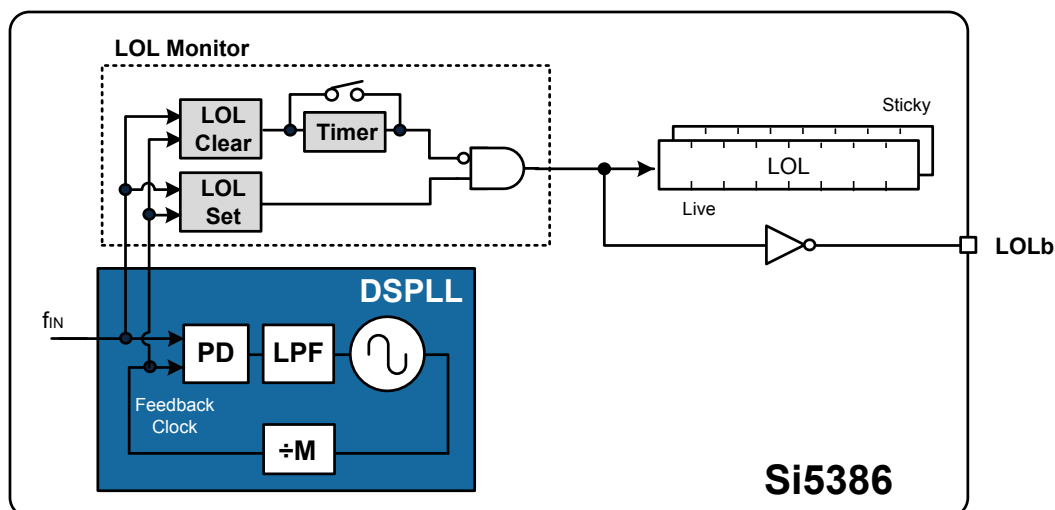 LOL Monitor
LOL
Clear
Timer
Sticky
LOL
LOL
Set
Live
LOLb
DSPLL
fIN
PD
LPF
Feedback
Clock
÷M
Si5386